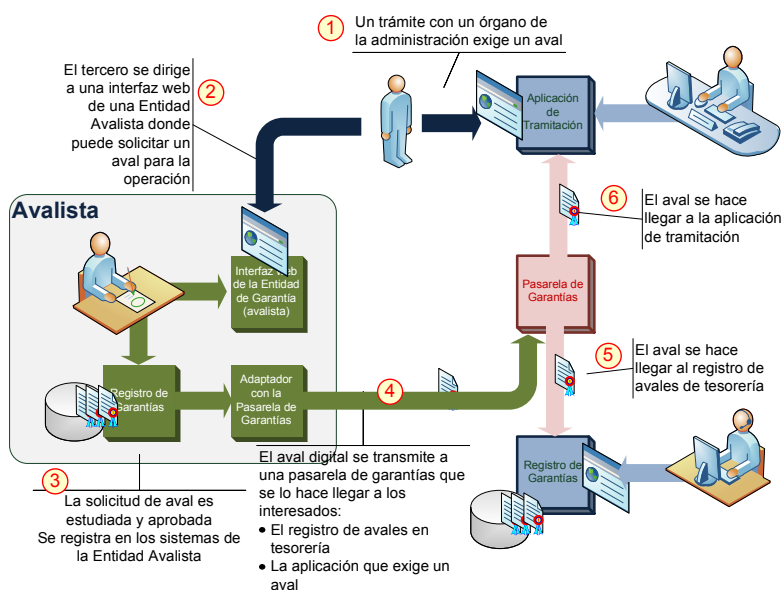 1
Un trámite con un órgano de
la administración exige un aval
El tercero se dirige
a una interfaz web
de una Entidad
Avalista donde
puede solicitar un
aval para la
operación
2
Aplicación
de
Tramitación
6
El aval se hace
llegar a la aplicación
de tramitación
Avalista
Interfaz web
de la Entidad
de Garantía
(avalista)
Pasarela de
Garantías
5
El aval se hace
llegar al registro de
avales de tesorería
Registro de
Garantías
Adaptador
con la
Pasarela de
Garantías
4
El aval digital se transmite a
una pasarela de garantías que
se lo hace llegar a los
interesados:
• El registro de avales en
tesorería
• La aplicación que exige un
aval
3
La solicitud de aval es
estudiada y aprobada
Se registra en los sistemas de
la Entidad Avalista
Registro de
Garantías